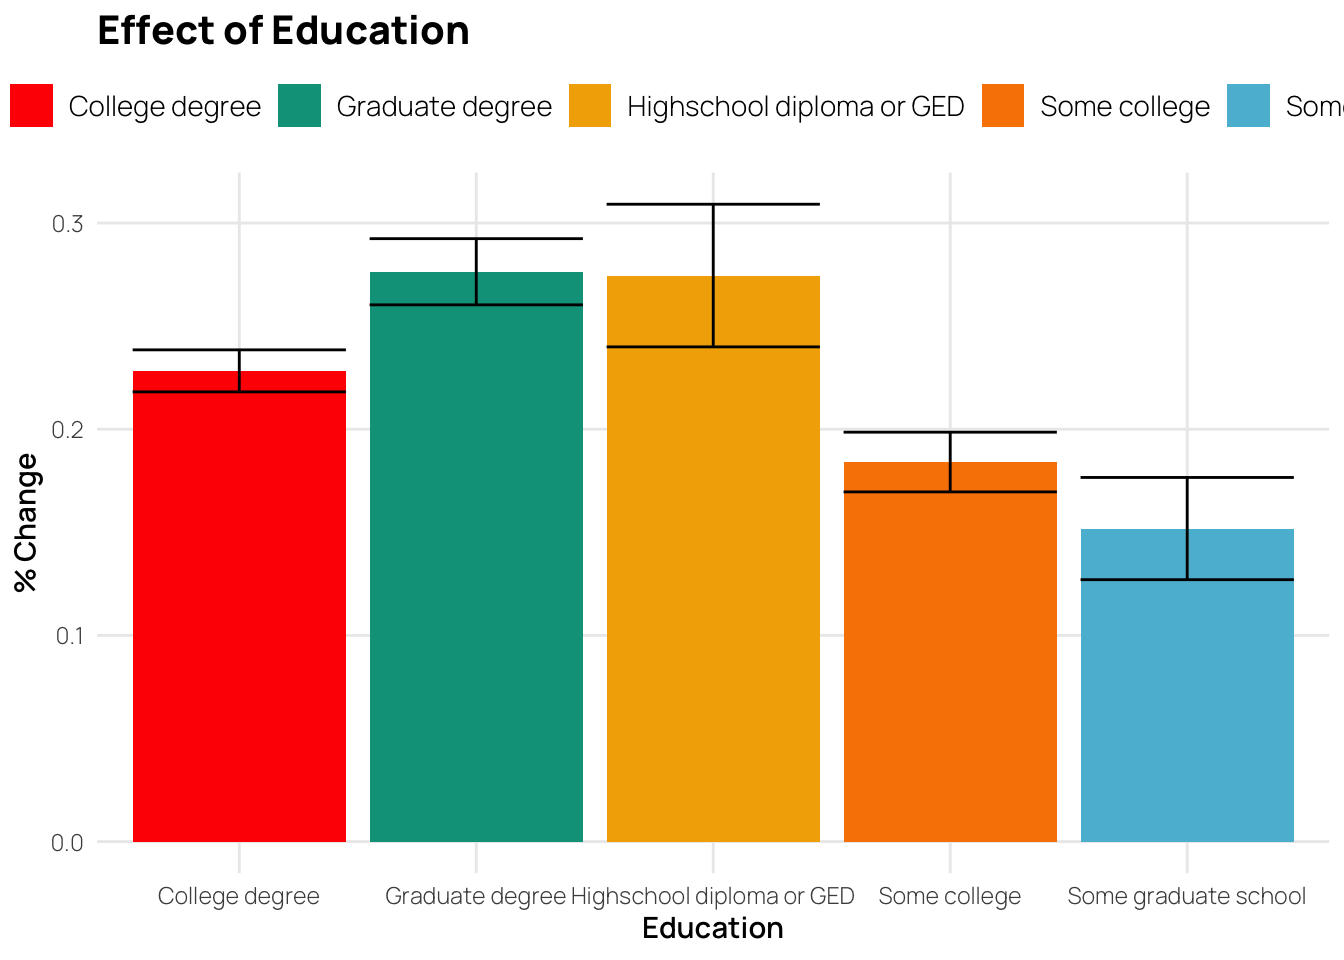 Effect of Education
College degree Graduate degree Highschool diploma or GED Some college Some
0.3
0.2
0.1
0.0
% Change
College degree Graduate degree Highschool diploma or GED Some college Some graduate school
Education